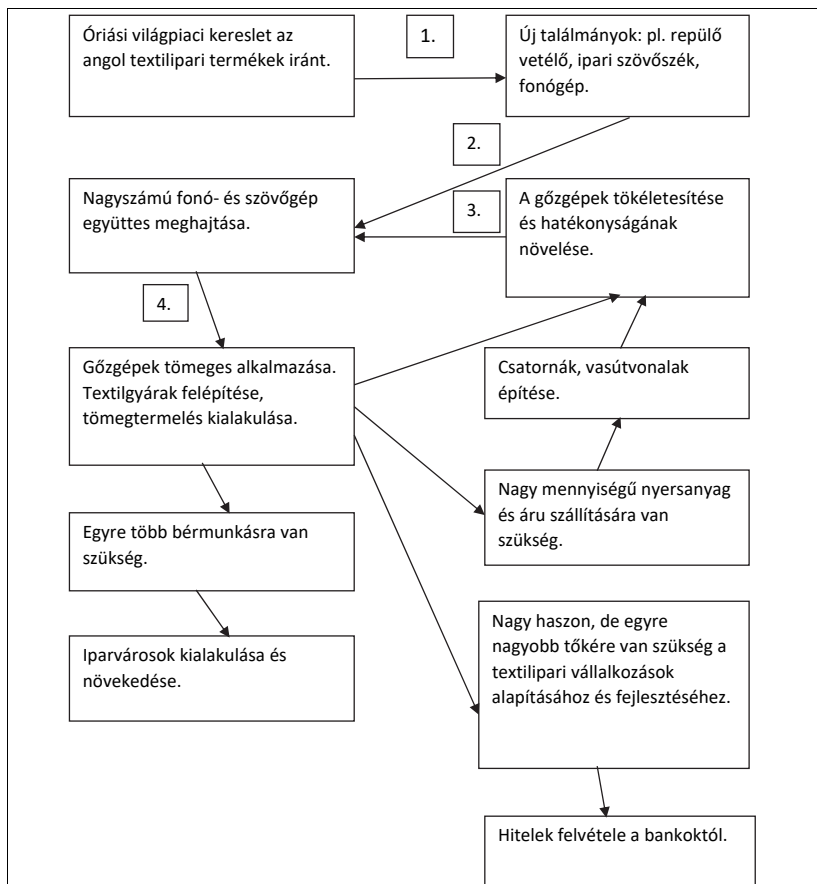 Óriási világpiaci kereslet az
angol textilipari termékek iránt.
1.
Új találmányok: pl. repülő
vetélő, ipari szövőszék,
fonógép.
2.
Nagyszámú fonó- és szövőgép
együttes meghajtása.
3.
A gőzgépek tökéletesítése
és hatékonyságának
növelése.
4.
Gőzgépek tömeges alkalmazása.
Textilgyárak felépítése,
tömegtermelés kialakulása.
Csatornák, vasútvonalak
építése.
Nagy mennyiségű nyersanyag
és áru szállítására van
szükség.
Egyre több bérmunkásra van
szükség.
Nagy haszon, de egyre
nagyobb tőkére van szükség a
textilipari vállalkozások
alapításához és fejlesztéséhez.
Iparvárosok kialakulása és
növekedése.
Hitelek felvétele a bankoktól.